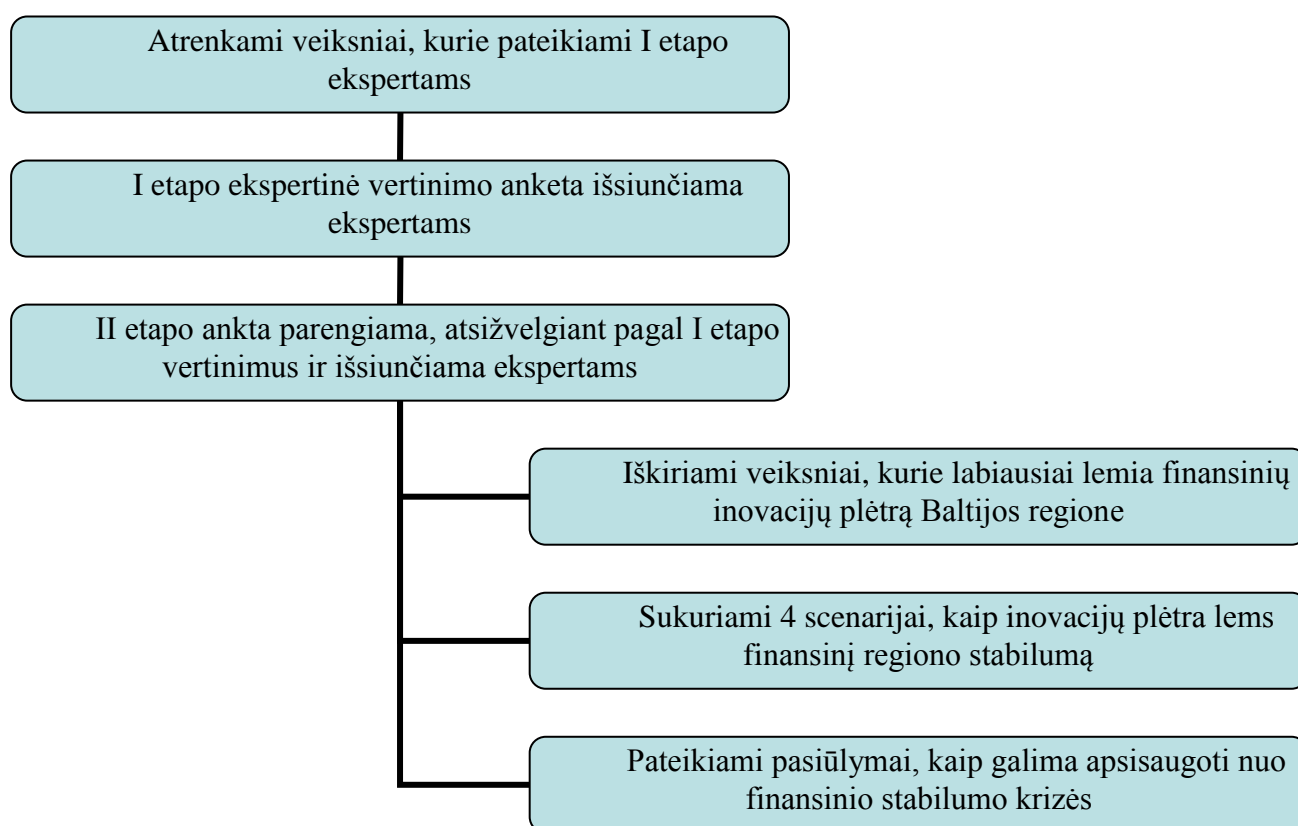 Atrenkami veiksniai, kurie pateikiami I etapo
ekspertams
I etapo ekspertinė vertinimo anketa išsiunčiama
ekspertams
II etapo ankta parengiama, atsižvelgiant pagal I etapo
vertinimus ir išsiunčiama ekspertams
Iškiriami veiksniai, kurie labiausiai lemia finansinių
inovacijų plėtrą Baltijos regione
Sukuriami 4 scenarijai, kaip inovacijų plėtra lems
finansinį regiono stabilumą
Pateikiami pasiūlymai, kaip galima apsisaugoti nuo
finansinio stabilumo krizės